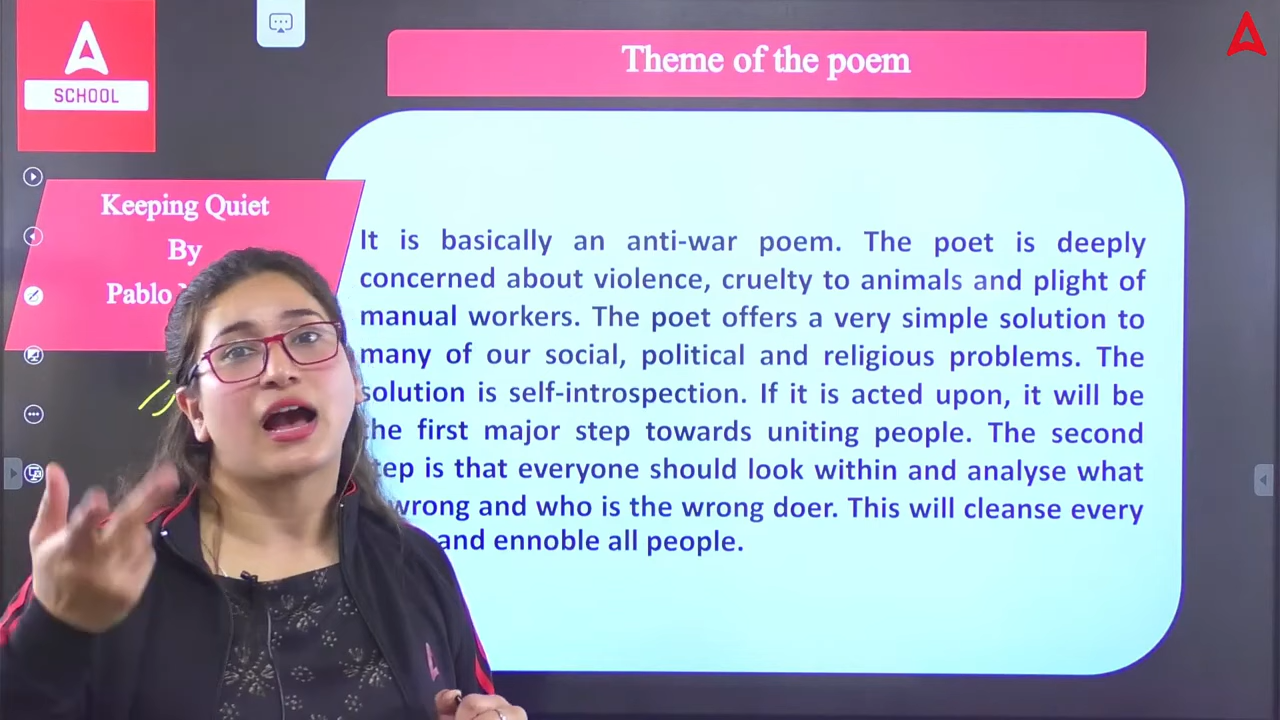 SCHOOL
Theme of the poem
Keeping Quiet
By
Pablo
It is basically an anti-war poem. The poet is deeply
concerned about violence, cruelty to animals and plight of
manual workers. The poet offers a very simple solution to
many of our social, political and religious problems. The
solution is self-introspection. If it is acted upon, it will be
the first major step towards uniting people. The second
step is that everyone should look within and analyse what
wrong and who is the wrong doer. This will cleanse every
and ennoble all people.